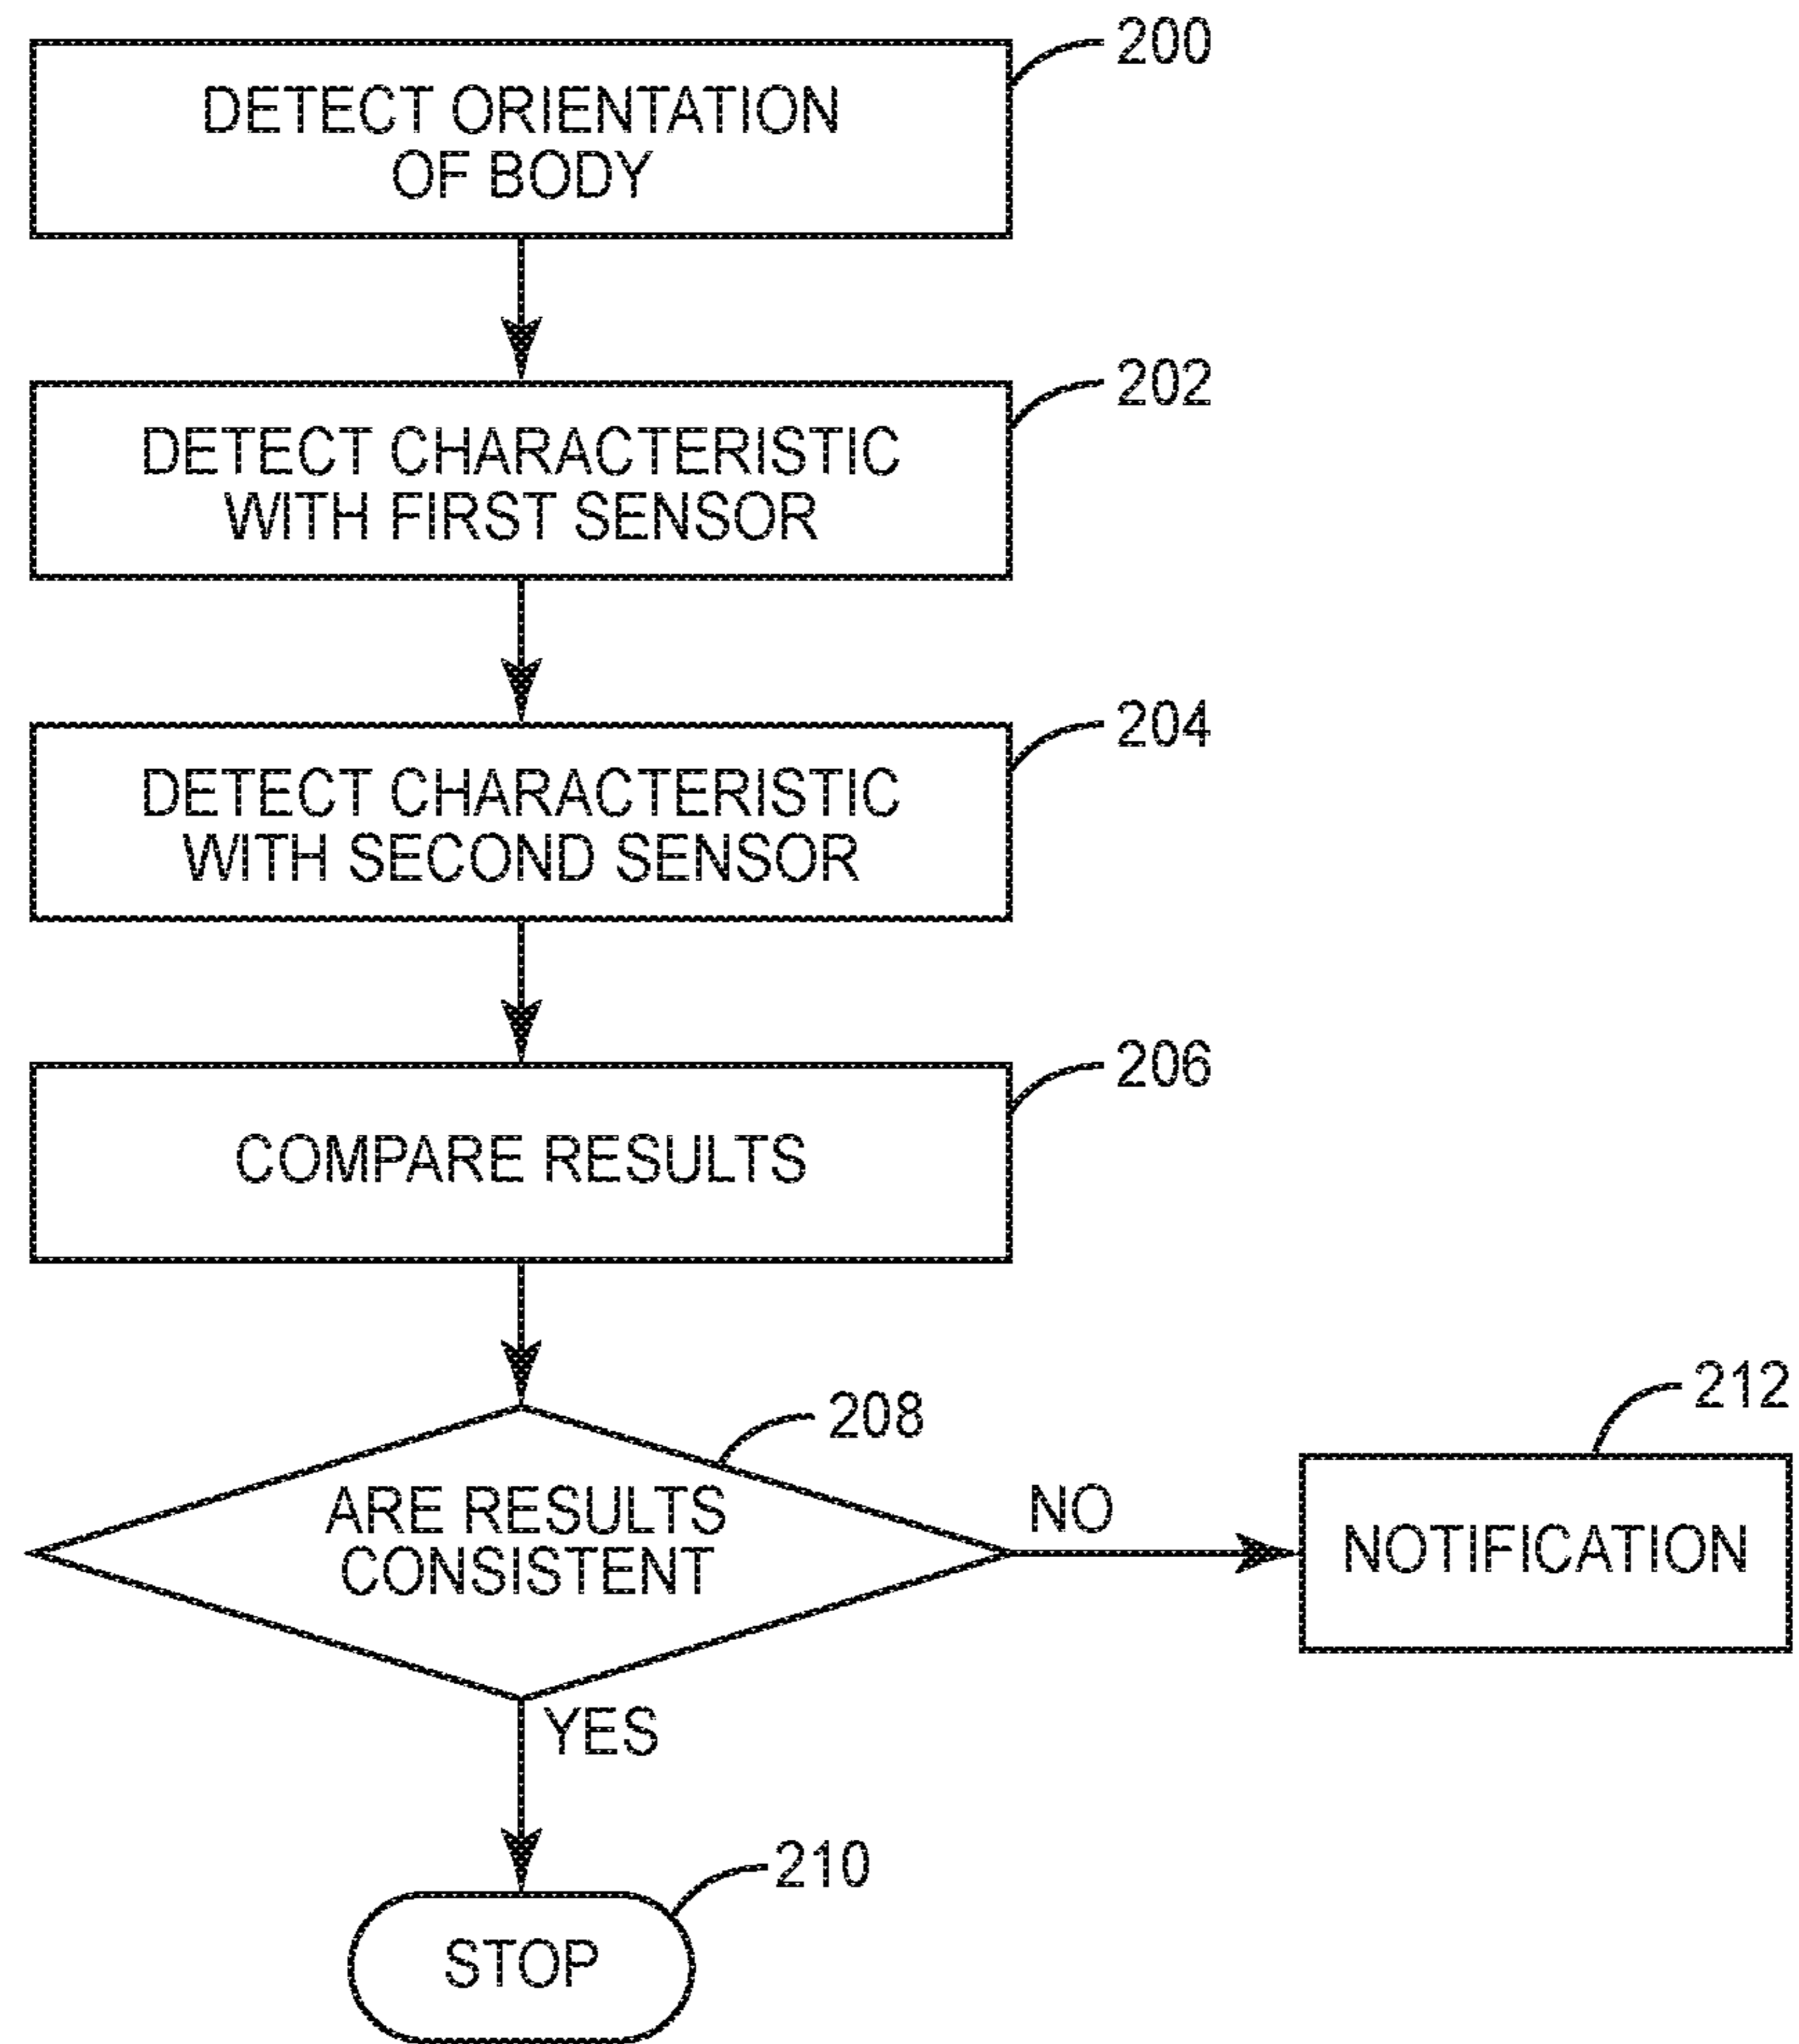 200
DETECT ORIENTATION
OF BODY
202
DETECT CHARACTERISTIC
WITH FIRST SENSOR
204
DETECT CHARACTERISTIC
WITH SECOND SENSOR
206
COMPARE RESULTS
208
ARE RESULTS
CONSISTENT
NO
212
NOTIFICATION
YES
210
STOP